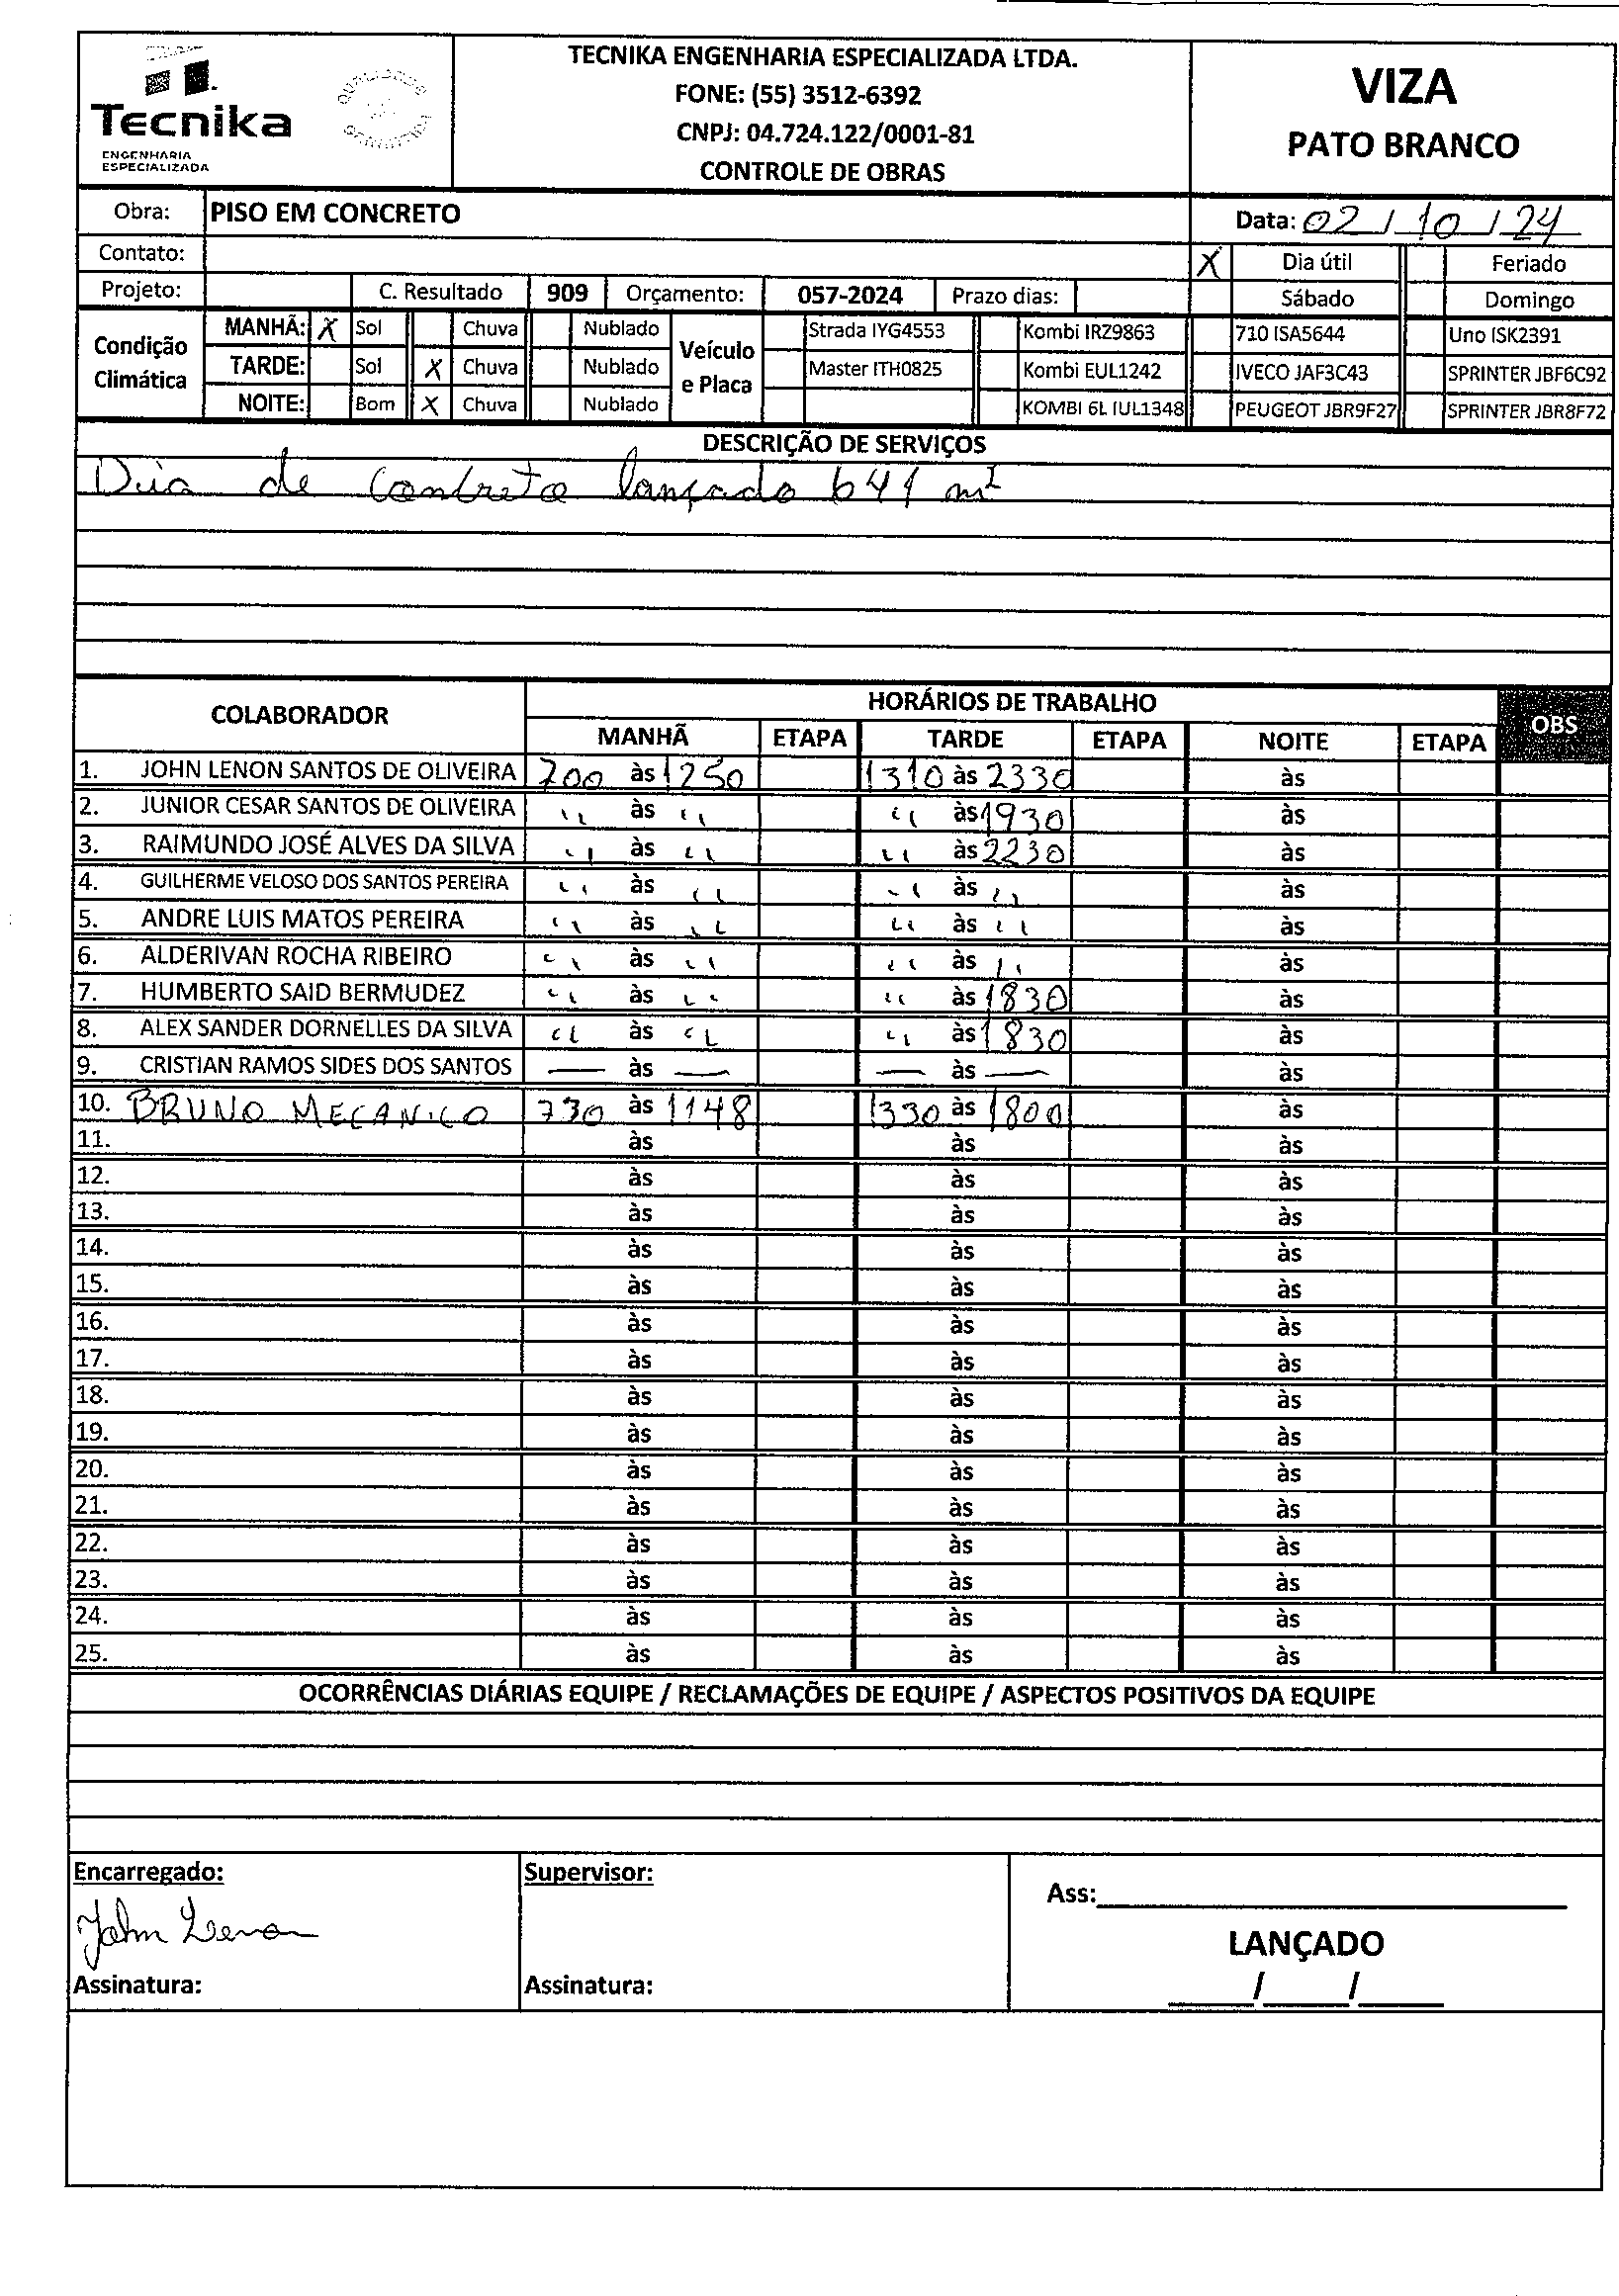 Tecnika
ENGENHARIA
ESPECIALIZADA
QUALIDADE
TECNIKA ENGENHARIA ESPECIALIZADA LTDA.
FONE: (55) 3512-6392
CNPJ: 04.724.122/0001-81
CONTROLE DE OBRAS
VIZA
PATO BRANCO
Obra: PISO EM CONCRETO
Data: 02 / 10 / 24
Contato:
X Dia útil Feriado
Projeto: C. Resultado 909 Orçamento: 057-2024 Prazo dias:
Sábado Domingo
Condição Climática
MANHÃ: X Sol Chuva Nublado
TARDE: Sol X Chuva Nublado
NOITE: Bom X Chuva Nublado
Veículo e Placa
Strada IYG4553 Kombi IRZ9863 710 ISA5644 Uno ISK2391
Master ITH0825 Kombi EUL1242 IVECO JAF3C43 SPRINTER JBF6C92
KOMBI 6L IUL1348 PEUGEOT JBR9F27 SPRINTER JBR8F72
DESCRIÇÃO DE SERVIÇOS
Dia de concreto lançado 641 m²
COLABORADOR HORÁRIOS DE TRABALHO OBS
MANHÃ ETAPA TARDE ETAPA NOITE ETAPA
1. JOHN LENON SANTOS DE OLIVEIRA 700 às 1250 1310 às 2330 às
2. JUNIOR CESAR SANTOS DE OLIVEIRA " às " " às 1930 às
3. RAIMUNDO JOSÉ ALVES DA SILVA " às " " às 2230 às
4. GUILHERME VELOSO DOS SANTOS PEREIRA " às " " às " às
5. ANDRE LUIS MATOS PEREIRA " às " " às " às
6. ALDERIVAN ROCHA RIBEIRO " às " " às " às
7. HUMBERTO SAID BERMUDEZ " às " " às 1830 às
8. ALEX SANDER DORNELLES DA SILVA " às " " às 1830 às
9. CRISTIAN RAMOS SIDES DOS SANTOS — às — — às — às
10. BRUNO MECANICO 730 às 1148 1330 às 1800 às
11. às às às
12. às às às
13. às às às
14. às às às
15. às às às
16. às às às
17. às às às
18. às às às
19. às às às
20. às às às
21. às às às
22. às às às
23. às às às
24. às às às
25. às às às
OCORRÊNCIAS DIÁRIAS EQUIPE / RECLAMAÇÕES DE EQUIPE / ASPECTOS POSITIVOS DA EQUIPE
Encarregado: Supervisor:
Ass:
John Lenon
LANÇADO
Assinatura: Assinatura:
/ /